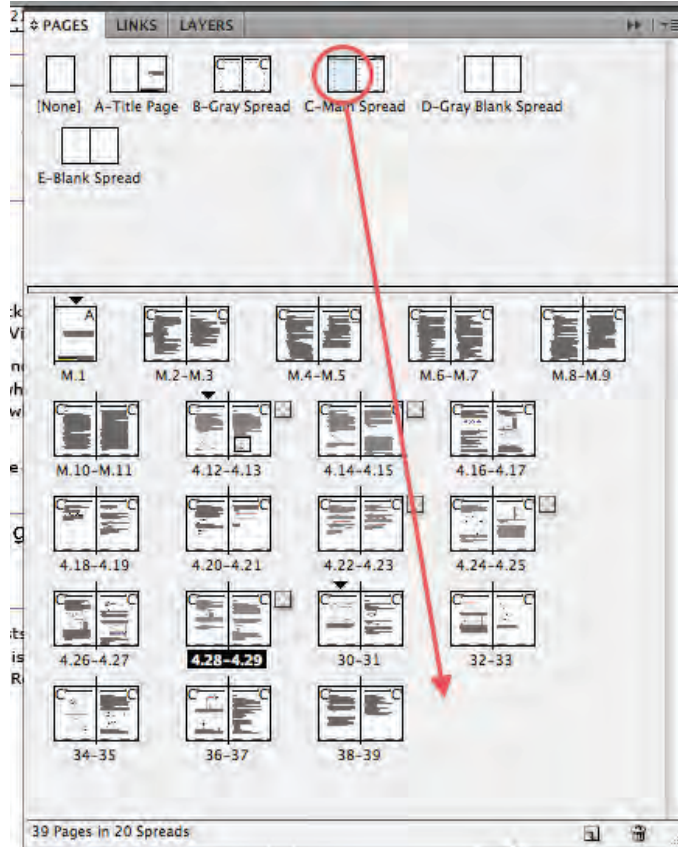 PAGES LINKS LAYERS
[None] A-Title Page B-Gray Spread C-Main Spread D-Gray Blank Spread
E-Blank Spread
A C C C C C C C C
M.1 M.2-M.3 M.4-M.5 M.6-M.7 M.8-M.9
C C C C C C C C
M.10-M.11 4.12-4.13 4.14-4.15 4.16-4.17
C C C C C C C C
4.18-4.19 4.20-4.21 4.22-4.23 4.24-4.25
C C C C C C C C
4.26-4.27 4.28-4.29 30-31 32-33
C C C C C C
34-35 36-37 38-39
39 Pages in 20 Spreads